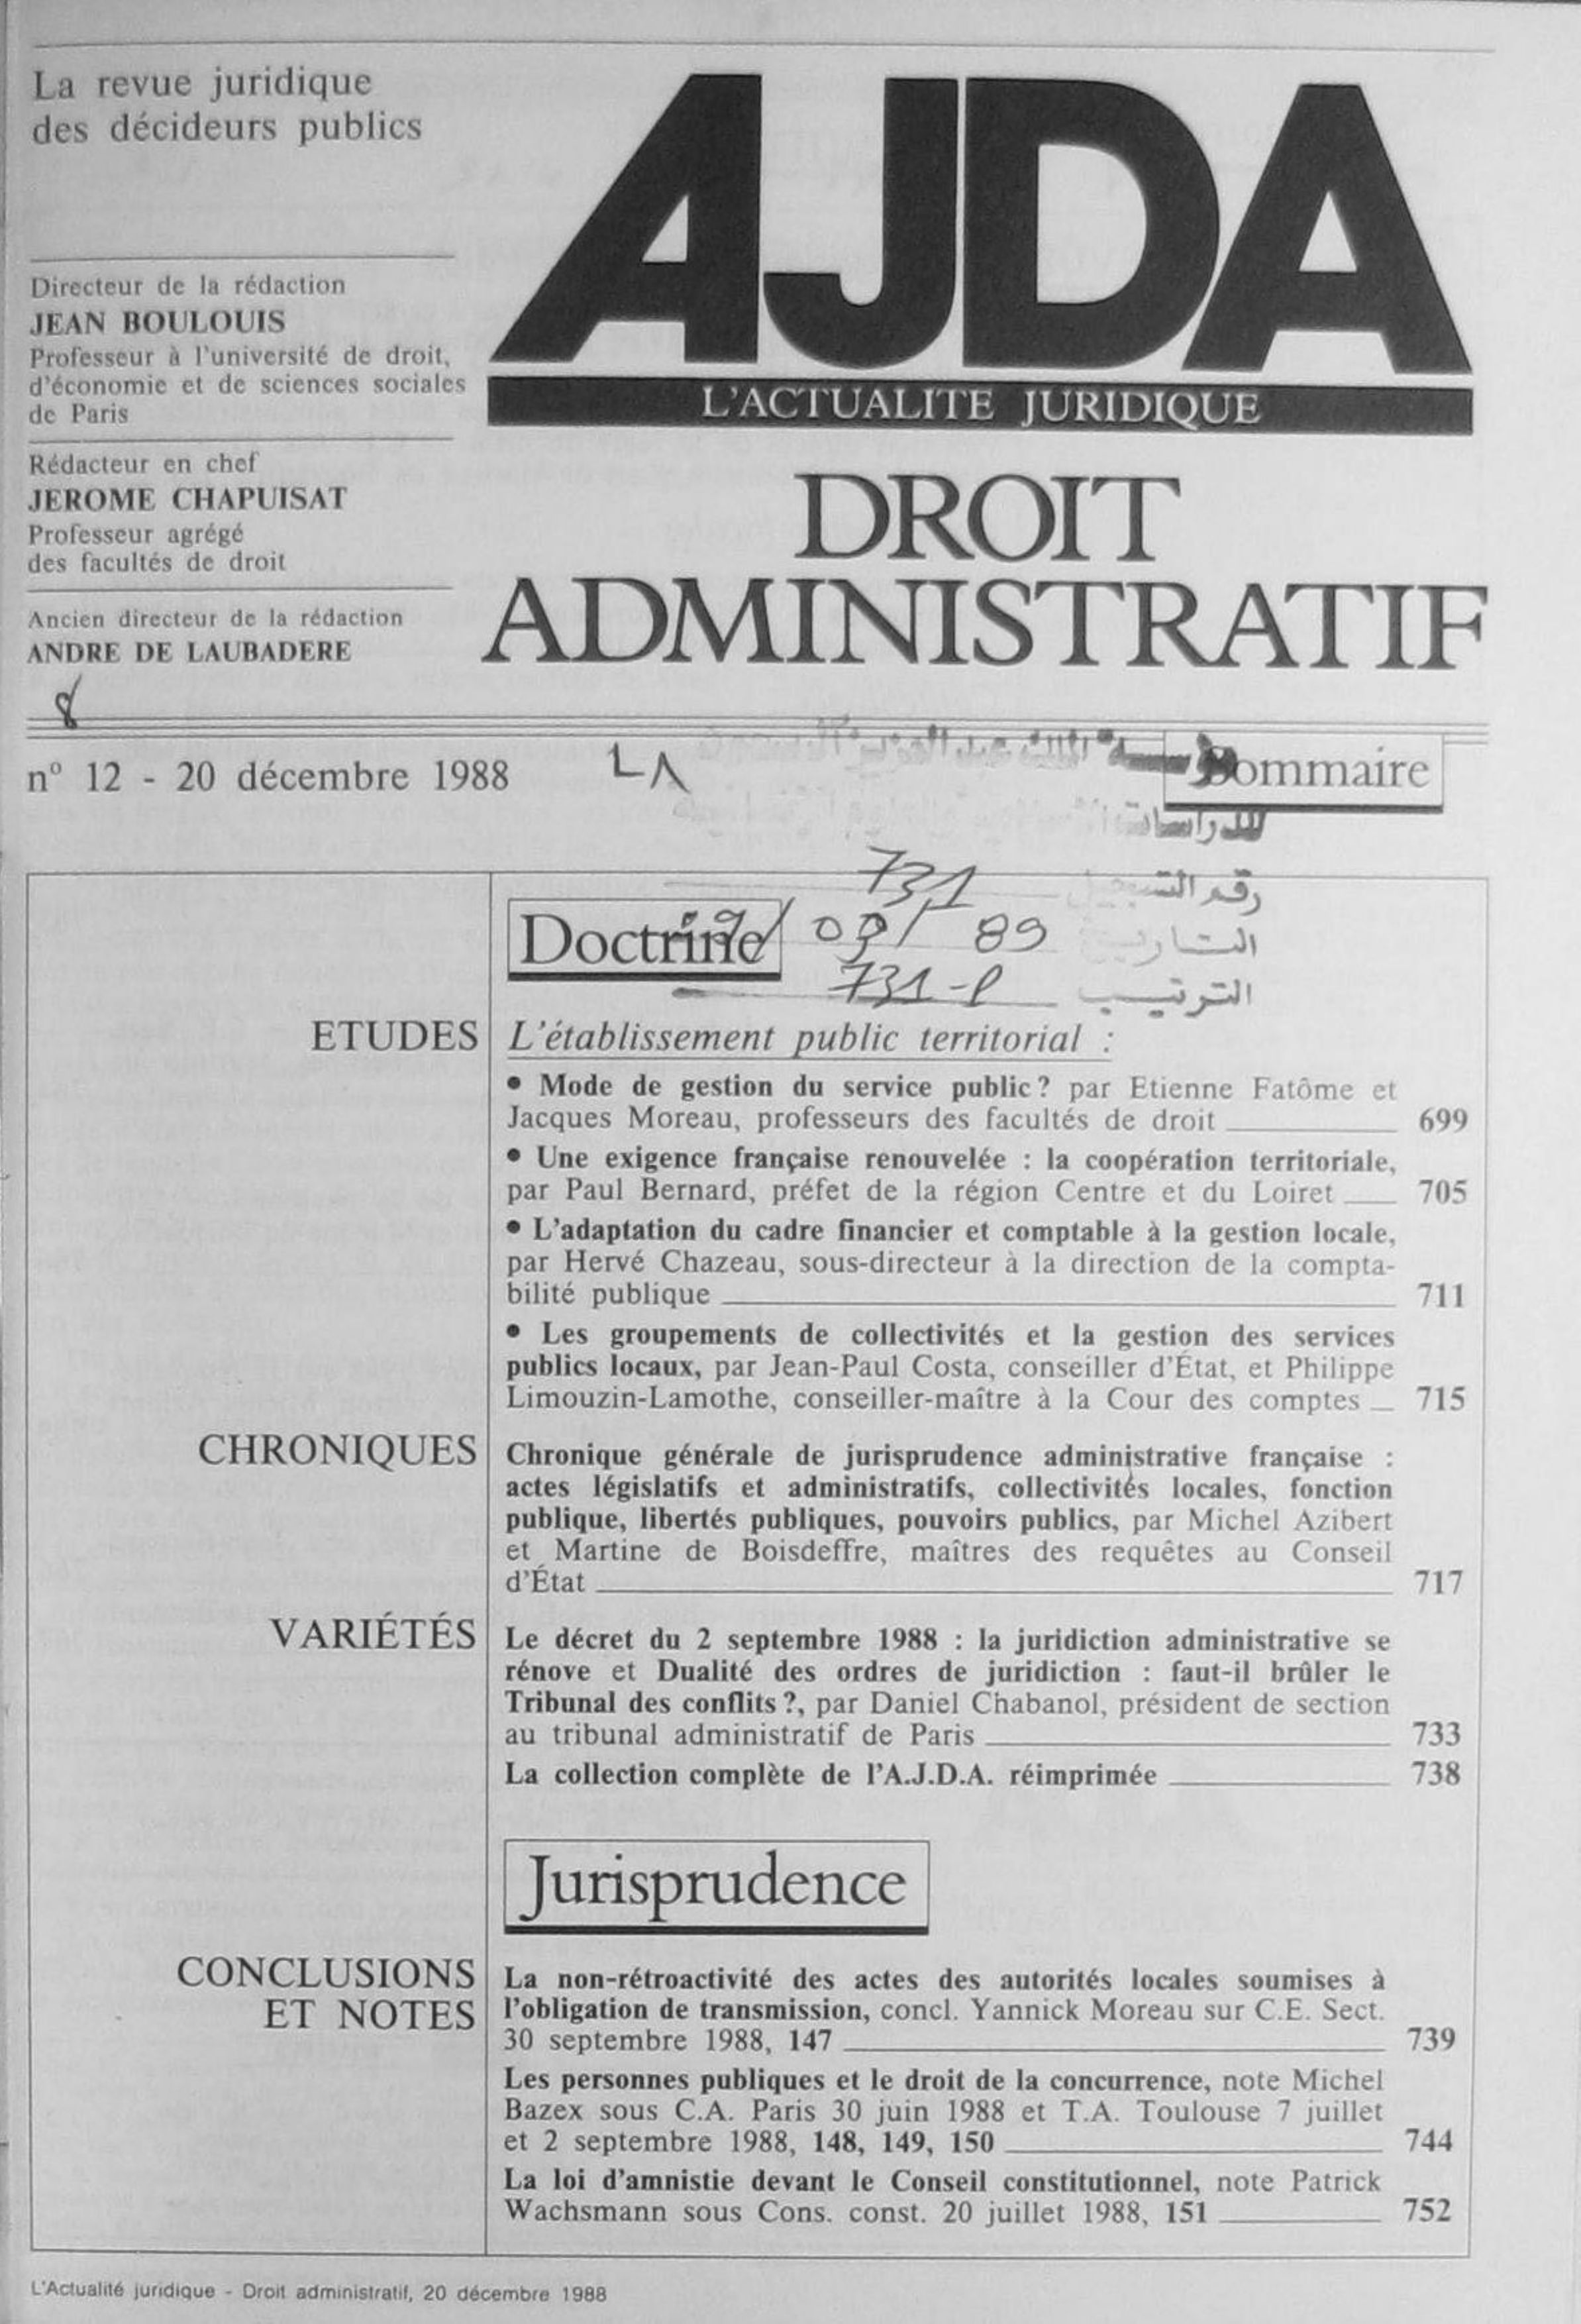 La revue juridique
des décideurs publics
AJDA
L'ACTUALITE JURIDIQUE
DROIT
ADMINISTRATIF
Directeur de la rédaction
JEAN BOULOUIS
Professeur à l'université de droit,
d'économie et de sciences sociales
de Paris
Rédacteur en chef
JEROME CHAPUISAT
Professeur agrégé
des facultés de droit
Ancien directeur de la rédaction
ANDRE DE LAUBADERE
8
n° 12 - 20 décembre 1988
Sommaire
للدراسات
731 رقم التسجيل
09/ 89 التاريخ
731 الترتيب
Doctrine
ETUDES
L'établissement public territorial :
• Mode de gestion du service public ? par Etienne Fatôme et
Jacques Moreau, professeurs des facultés de droit 699
• Une exigence française renouvelée : la coopération territoriale,
par Paul Bernard, préfet de la région Centre et du Loiret 705
• L'adaptation du cadre financier et comptable à la gestion locale,
par Hervé Chazeau, sous-directeur à la direction de la compta-
bilité publique 711
• Les groupements de collectivités et la gestion des services
publics locaux, par Jean-Paul Costa, conseiller d'État, et Philippe
Limouzin-Lamothe, conseiller-maître à la Cour des comptes 715
CHRONIQUES
Chronique générale de jurisprudence administrative française :
actes législatifs et administratifs, collectivités locales, fonction
publique, libertés publiques, pouvoirs publics, par Michel Azibert
et Martine de Boisdeffre, maîtres des requêtes au Conseil
d'État 717
VARIÉTÉS
Le décret du 2 septembre 1988 : la juridiction administrative se
rénove et Dualité des ordres de juridiction : faut-il brûler le
Tribunal des conflits ?, par Daniel Chabanol, président de section
au tribunal administratif de Paris 733
La collection complète de l'A.J.D.A. réimprimée 738
Jurisprudence
CONCLUSIONS
ET NOTES
La non-rétroactivité des actes des autorités locales soumises à
l'obligation de transmission, concl. Yannick Moreau sur C.E. Sect.
30 septembre 1988, 147 739
Les personnes publiques et le droit de la concurrence, note Michel
Bazex sous C.A. Paris 30 juin 1988 et T.A. Toulouse 7 juillet
et 2 septembre 1988, 148, 149, 150 744
La loi d'amnistie devant le Conseil constitutionnel, note Patrick
Wachsmann sous Cons. const. 20 juillet 1988, 151 752
L'Actualité juridique - Droit administratif, 20 décembre 1988